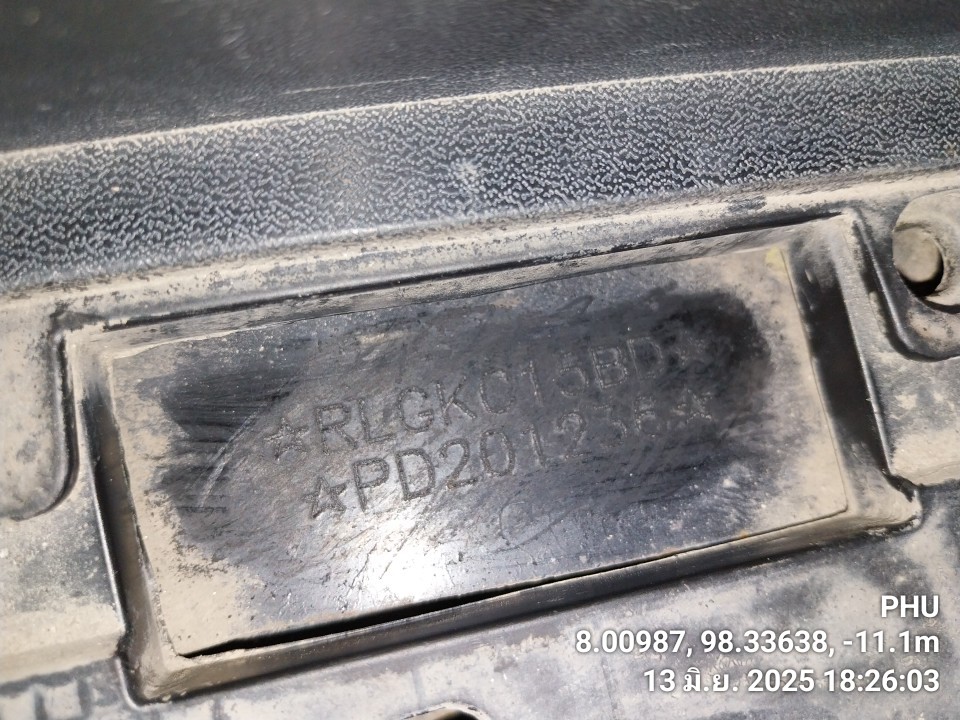 ☆RLGKC15BD☆
☆PD201236☆
PHU
8.00987, 98.33638, -11.1m
13 มิ.ย. 2025 18:26:03